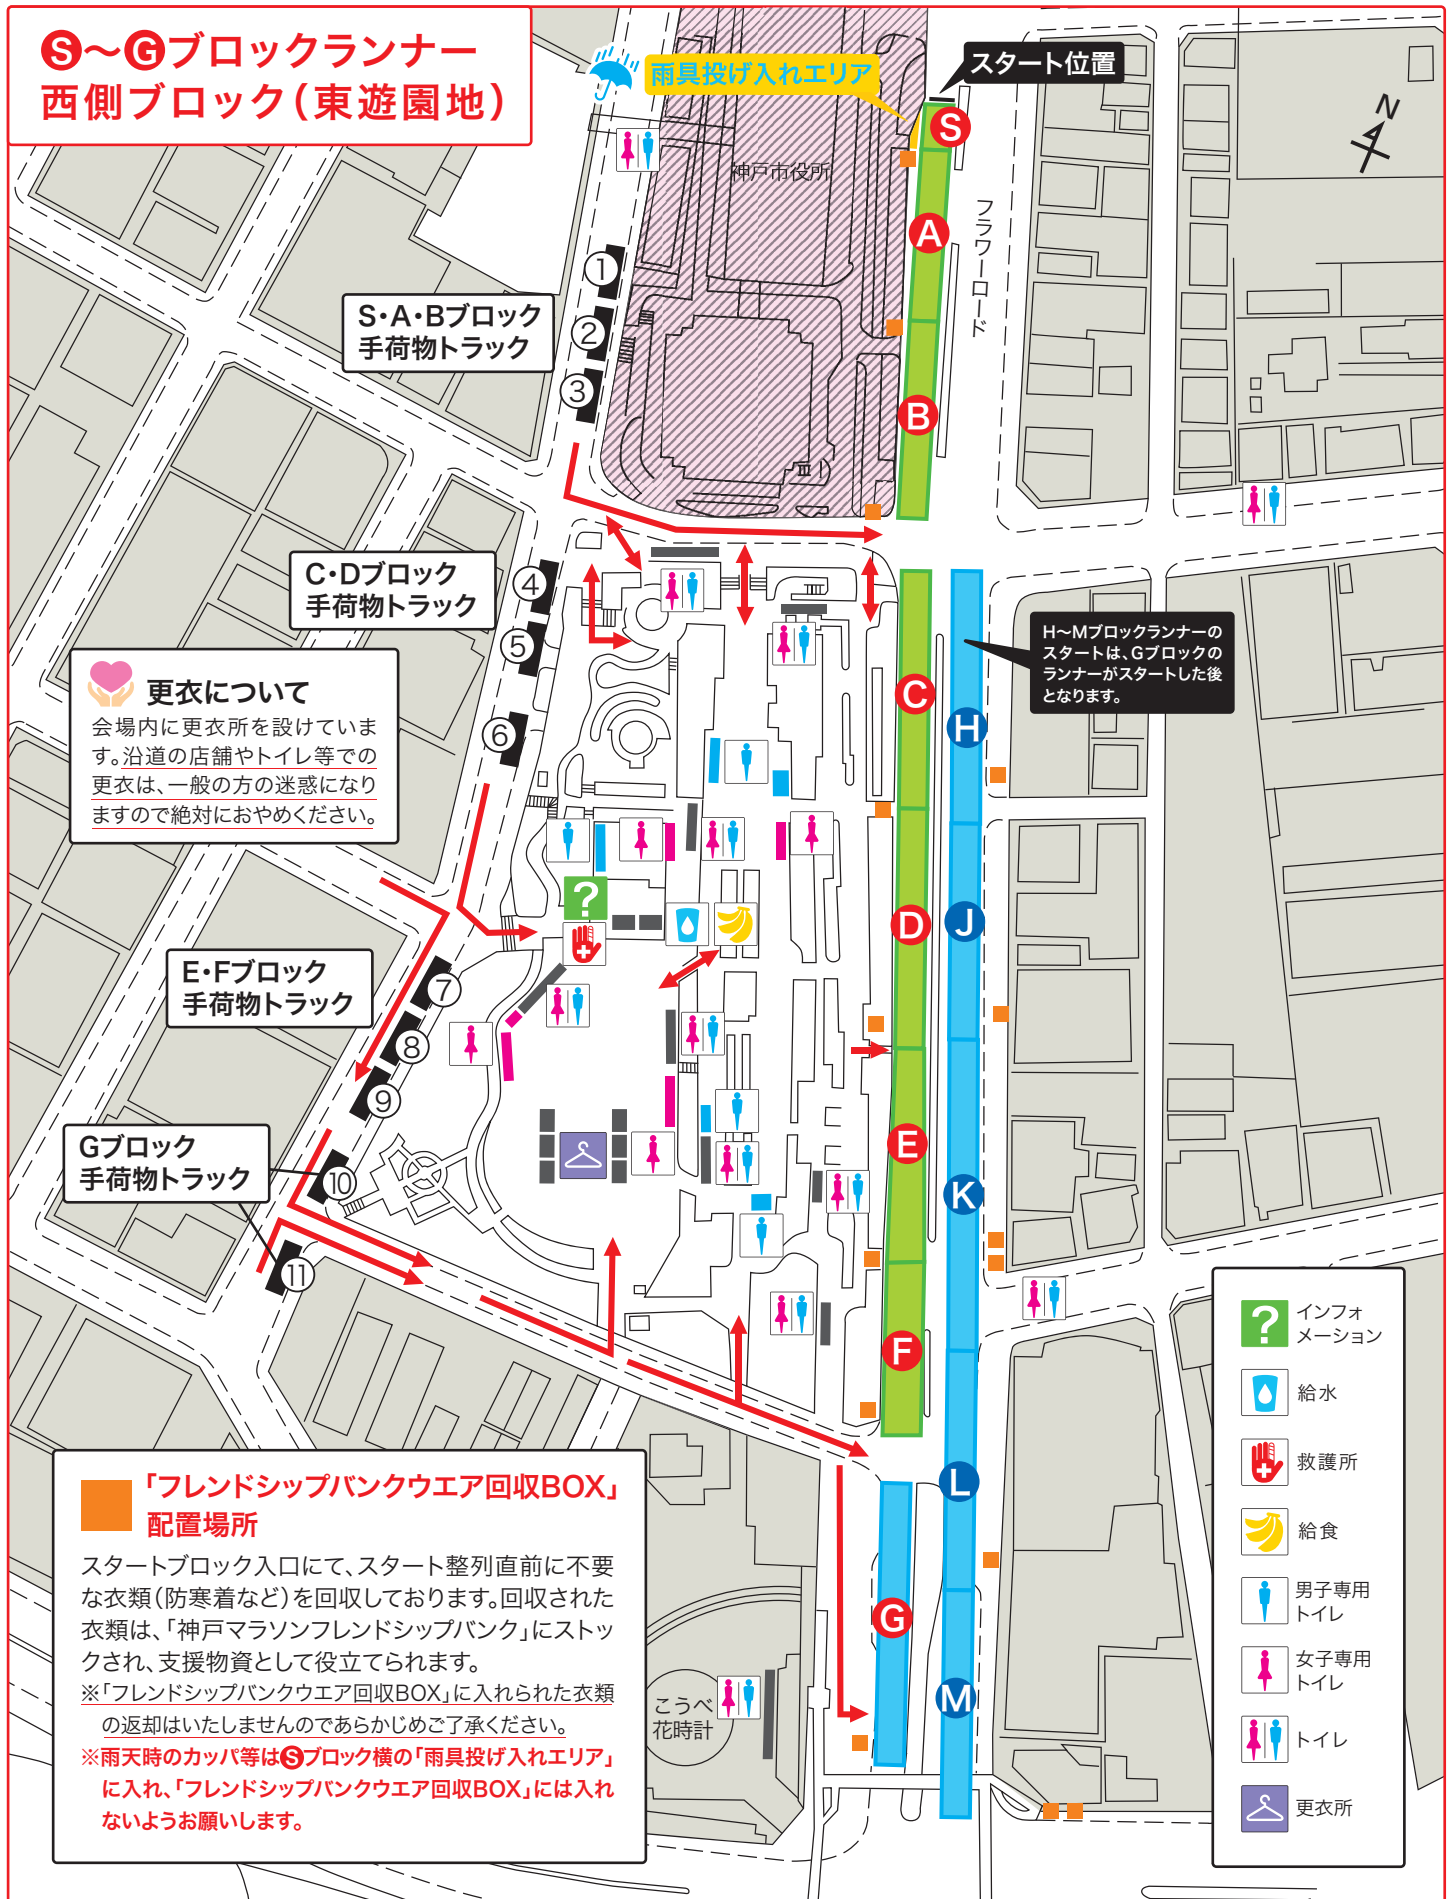 S～Gブロックランナー
西側ブロック（東遊園地）
雨具投げ入れエリア
スタート位置
N
S
神戸市役所
A
フラワーロード
①
S・A・Bブロック
手荷物トラック
②
③
B
C・Dブロック
手荷物トラック
④
⑤
⑥
H～Mブロックランナーの
スタートは、Gブロックの
ランナーがスタートした後
となります。
C
H
更衣について
会場内に更衣所を設けていま
す。沿道の店舗やトイレ等での
更衣は、一般の方の迷惑になり
ますので絶対におやめください。
?
D
J
E・Fブロック
手荷物トラック
⑦
⑧
⑨
Gブロック
手荷物トラック
⑩
⑪
E
K
F
L
G
M
こうべ
花時計
「フレンドシップバンクウエア回収BOX」
配置場所
スタートブロック入口にて、スタート整列直前に不要
な衣類（防寒着など）を回収しております。回収された
衣類は、「神戸マラソンフレンドシップバンク」にストッ
クされ、支援物資として役立てられます。
※「フレンドシップバンクウエア回収BOX」に入れられた衣類
の返却はいたしませんのであらかじめご了承ください。
※雨天時のカッパ等はSブロック横の「雨具投げ入れエリア」
に入れ、「フレンドシップバンクウエア回収BOX」には入れ
ないようお願いします。
?
インフォ
メーション
給水
救護所
給食
男子専用
トイレ
女子専用
トイレ
トイレ
更衣所